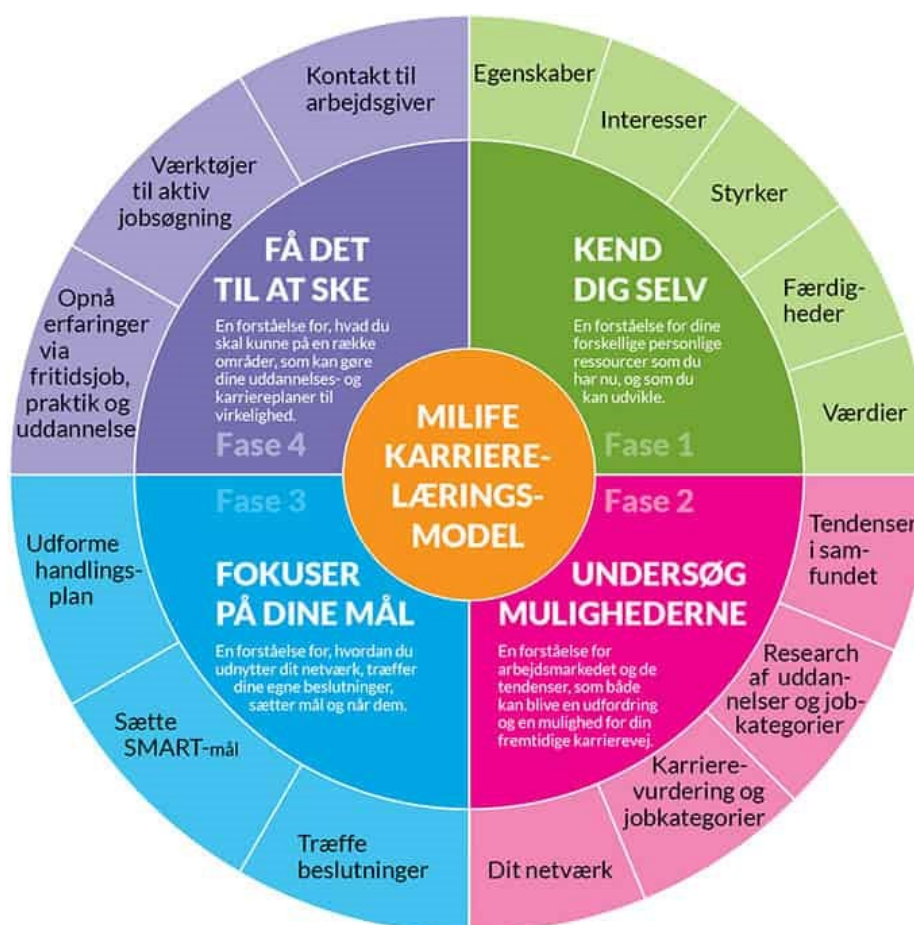 MILIFE
KARRIERE-
LÆRINGS-
MODEL
KEND
DIG SELV
En forståelse for dine
forskellige personlige
ressourcer som du
har nu, og som du
kan udvikle.
Fase 1
Egenskaber
Interesser
Styrker
Færdig-
heder
Værdier
Fase 2
UNDERSØG
MULIGHEDERNE
En forståelse for
arbejdsmarkedet og de
tendenser, som både
kan blive en udfordring
og en mulighed for din
fremtidige karrierevej.
Tendenser
i sam-
fundet
Research
af uddan-
nelser og job-
kategorier
Karriere-
vurdering og
jobkategorier
Dit netværk
Fase 3
FOKUSER
PÅ DINE MÅL
En forståelse for, hvordan du
udnytter dit netværk, træffer
dine egne beslutninger,
sætter mål og når dem.
Træffe
beslutninger
Sætte
SMART-mål
Udforme
handlings-
plan
FÅ DET
TIL AT SKE
En forståelse for, hvad du
skal kunne på en række
områder, som kan gøre
dine uddannelses- og
karriereplaner til
virkelighed.
Fase 4
Opnå
erfaringer
via
fritidsjob,
praktik og
uddannelse
Værktøjer
til aktiv
jobsøgning
Kontakt til
arbejdsgiver